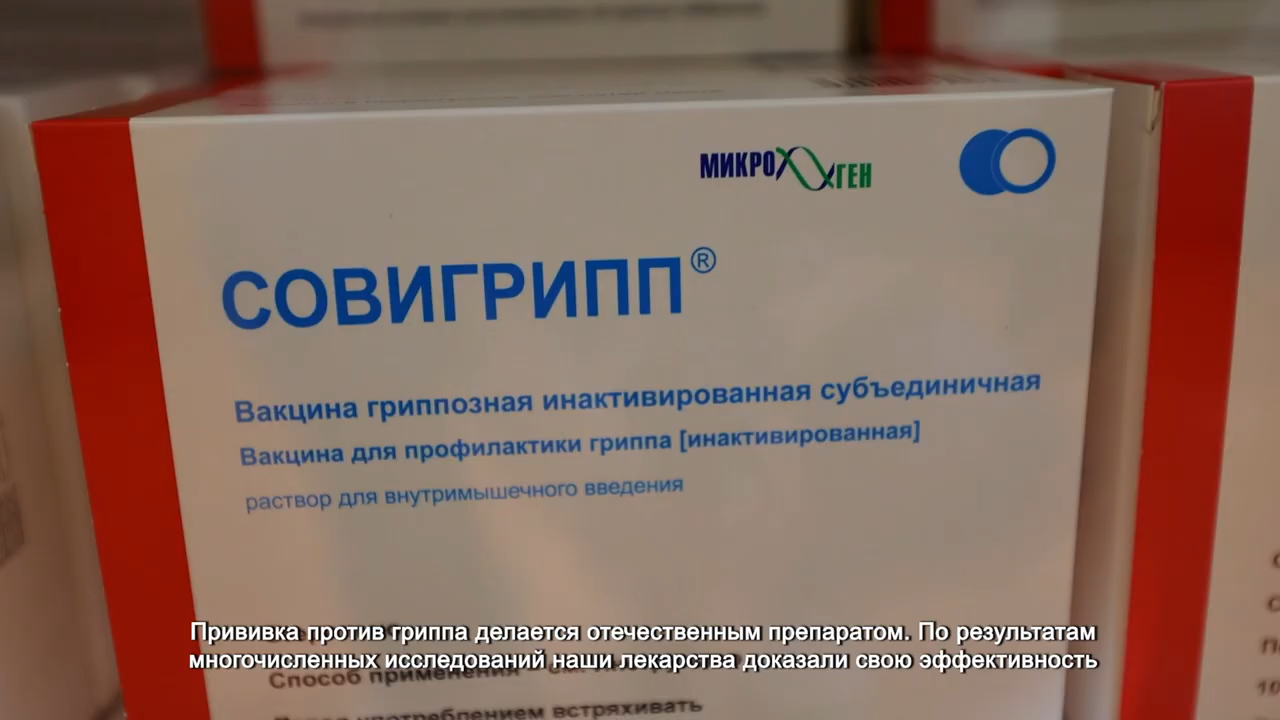 МИКРОГЕН
СОВИГРИПП®
Вакцина гриппозная инактивированная субъединичная
Вакцина для профилактики гриппа [инактивированная]
раствор для внутримышечного введения
Прививка против гриппа делается отечественным препаратом. По результатам
многочисленных исследований наши лекарства доказали свою эффективность
Способ применения
употреблением встряхивать